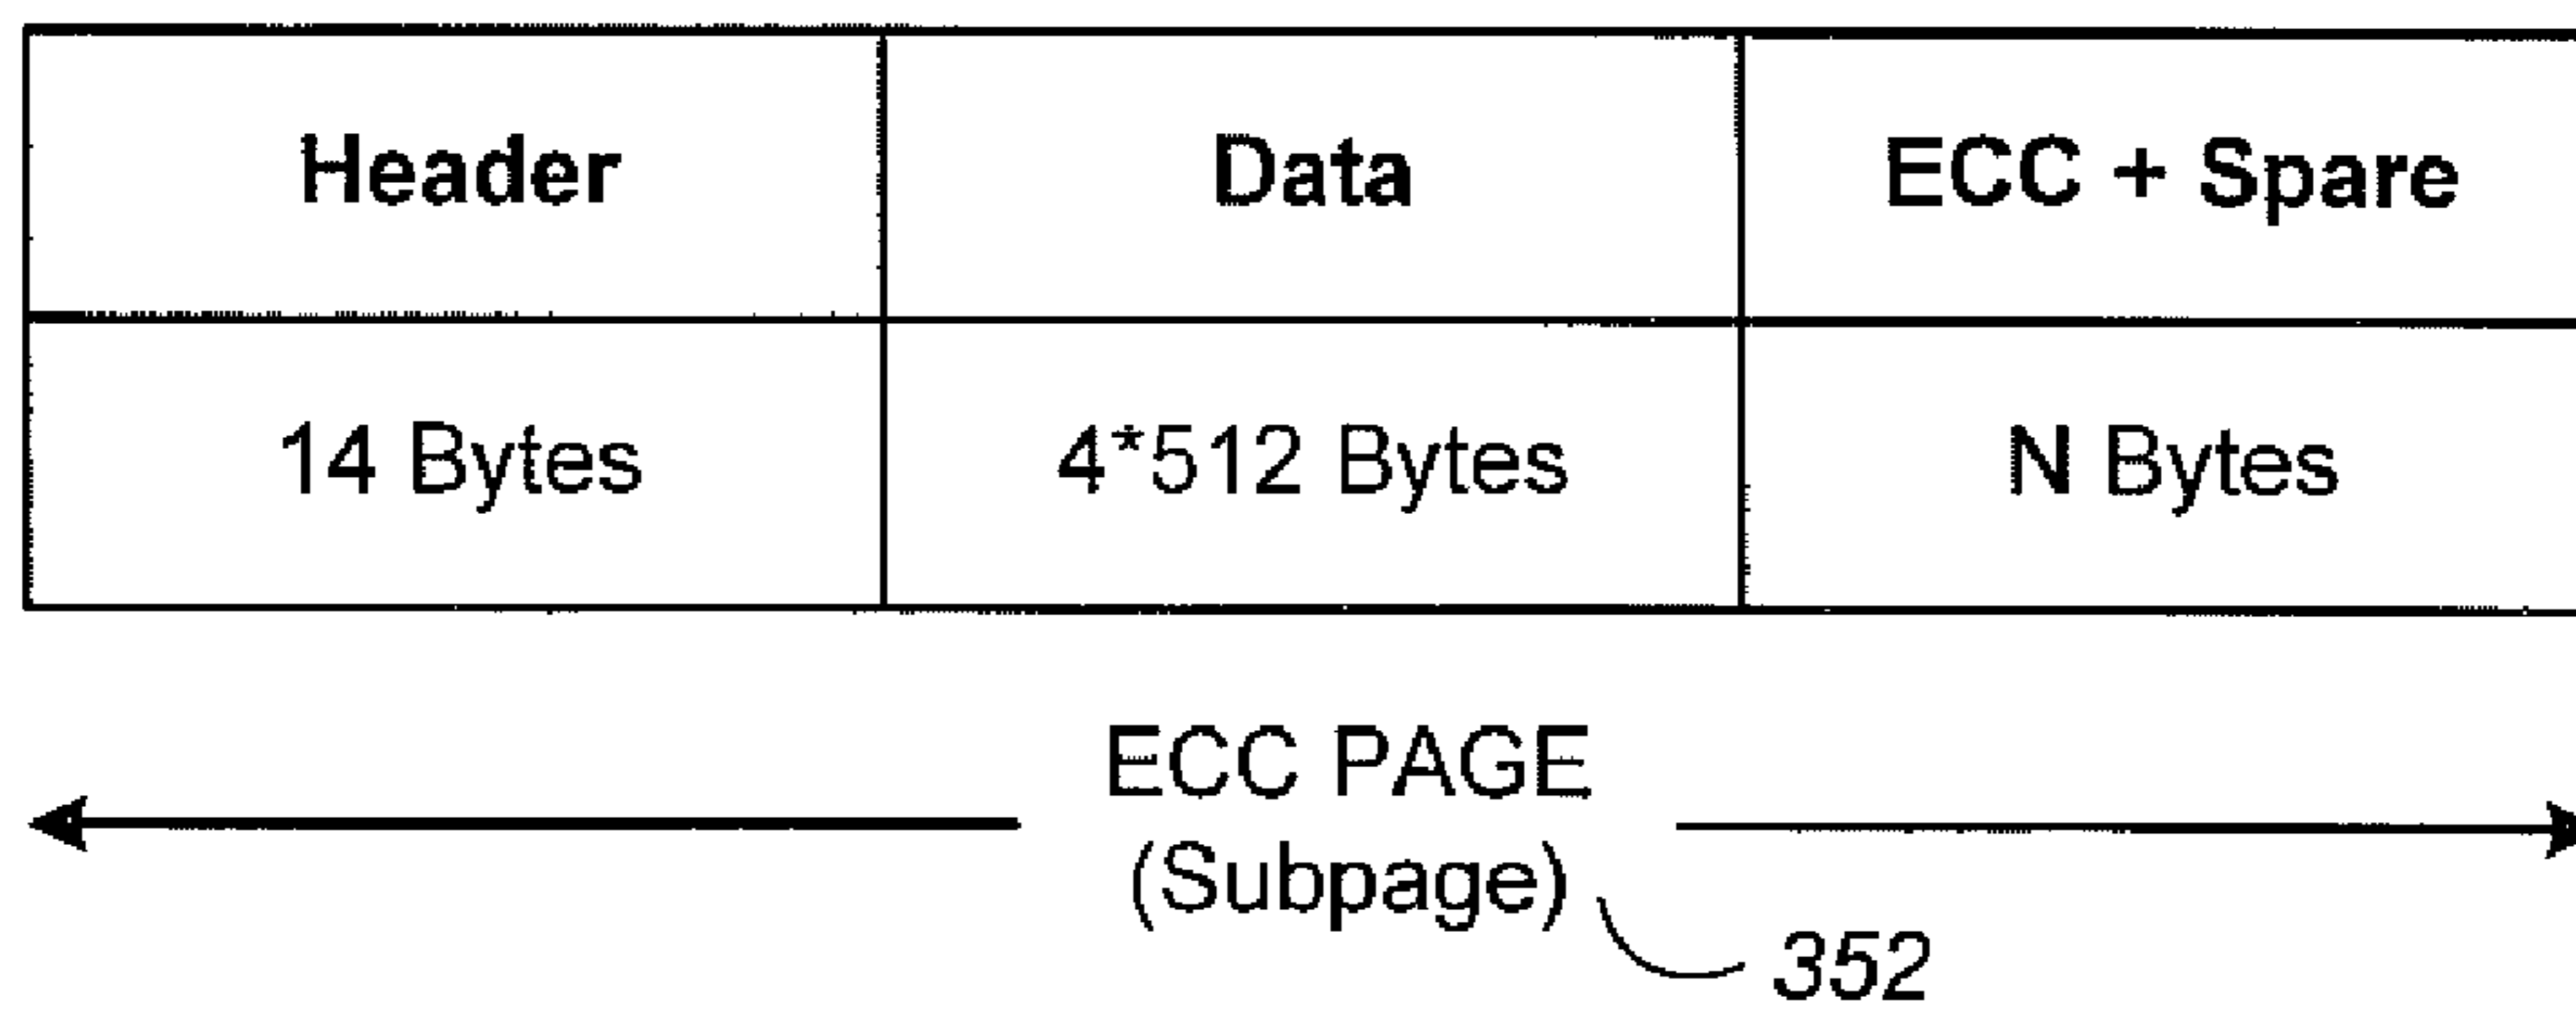 Header Data ECC + Spare
14 Bytes 4*512 Bytes N Bytes
ECC PAGE
(Subpage)
352